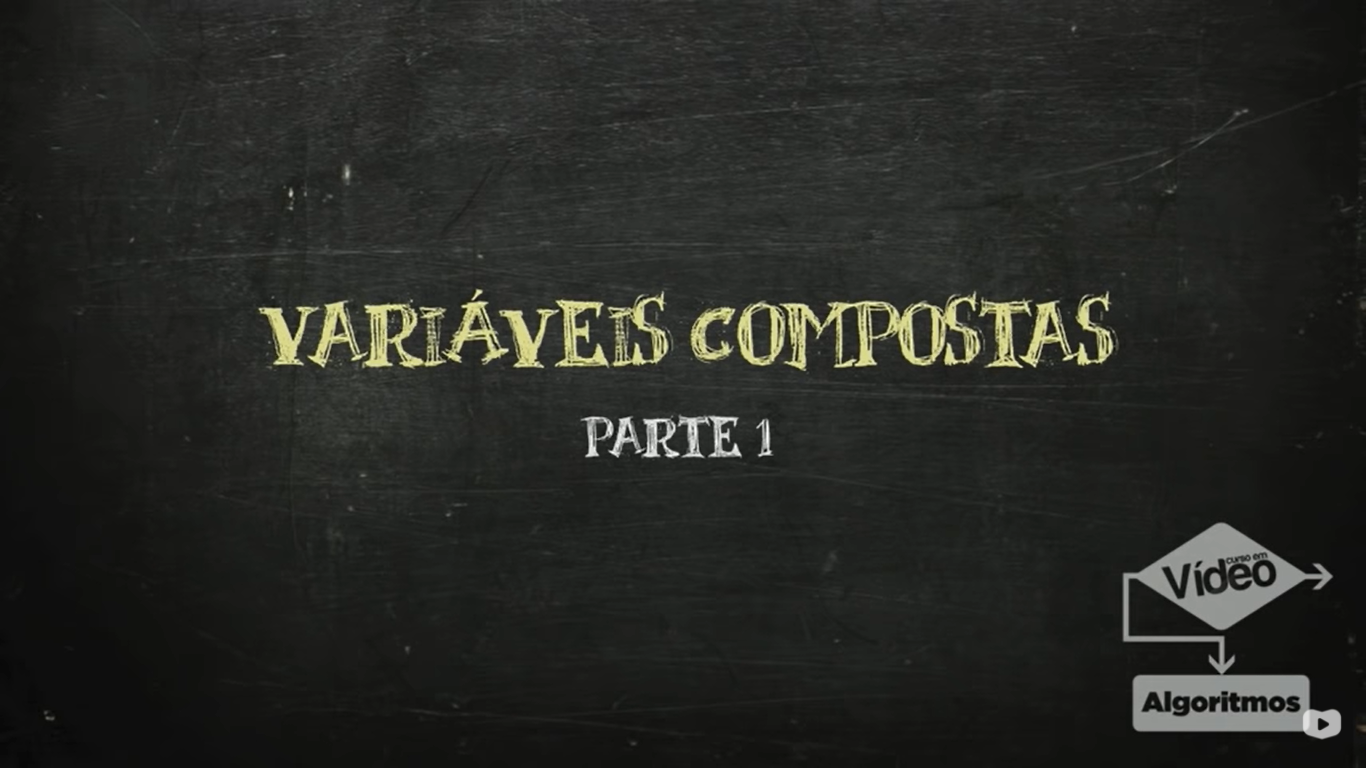 VARIÁVEIS COMPOSTAS
PARTE 1
curso em
Vídeo
Algoritmos